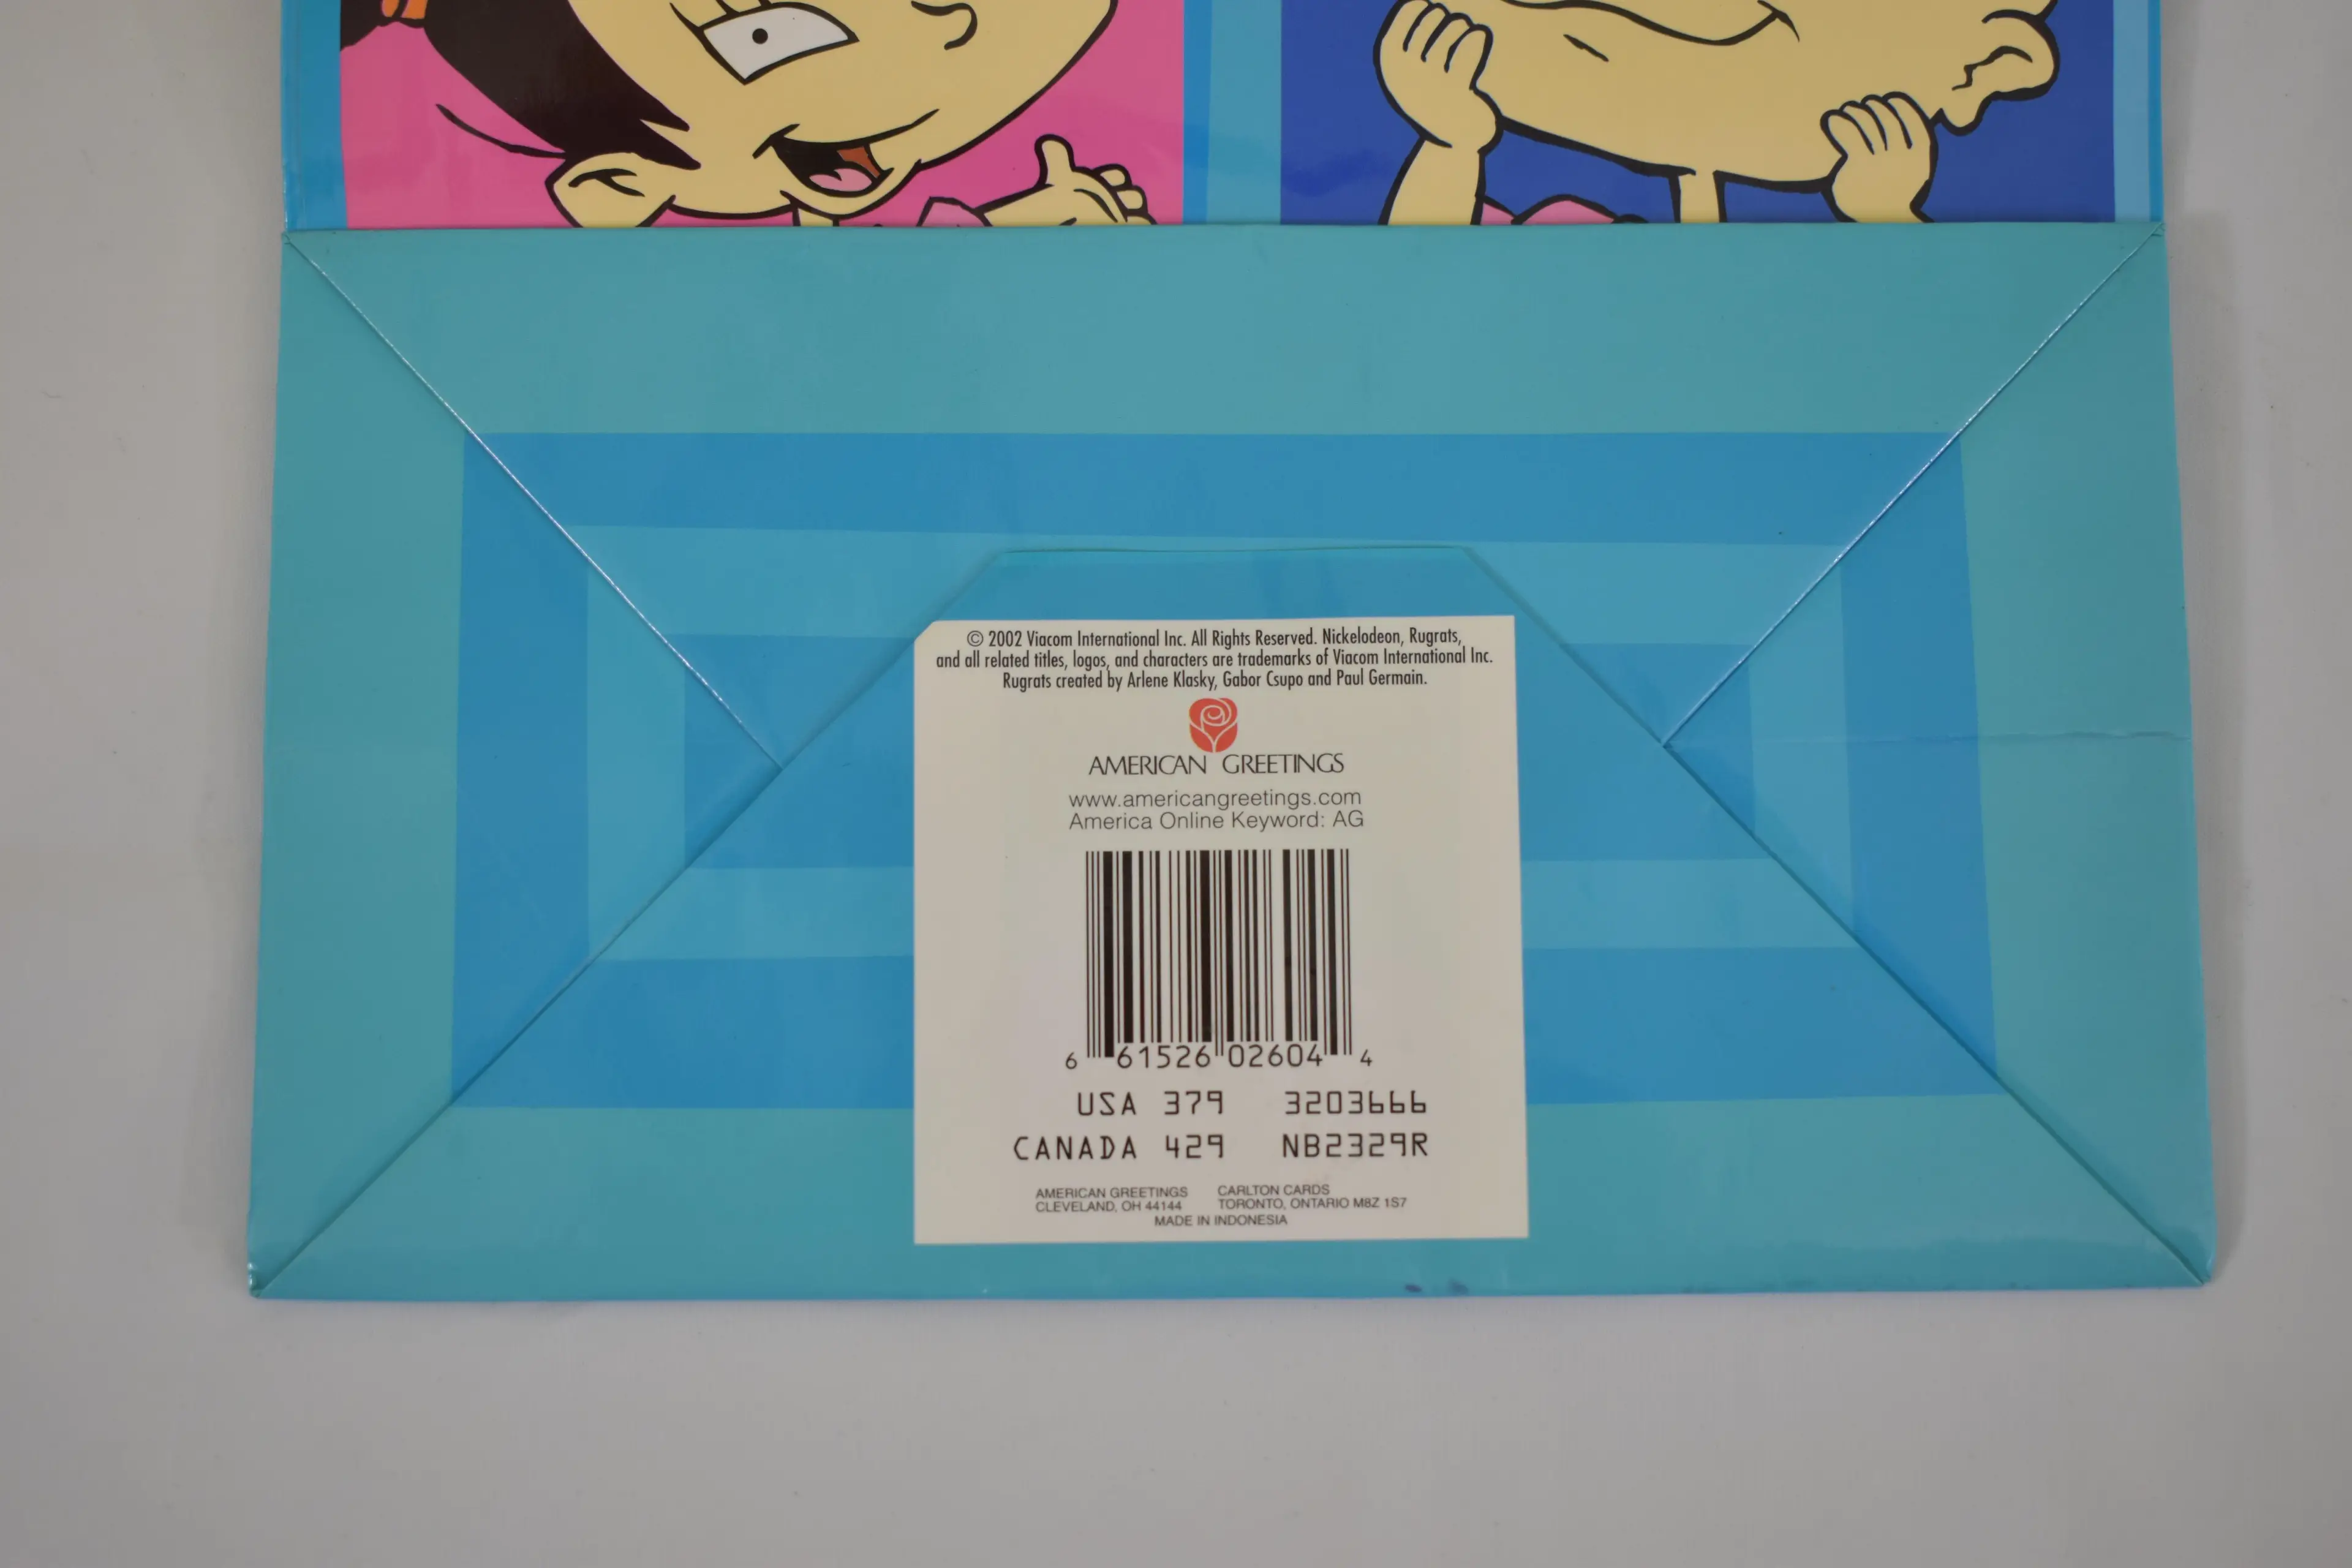 © 2002 Viacom International Inc. All Rights Reserved. Nickelodeon, Rugrats,
and all related titles, logos, and characters are trademarks of Viacom International Inc.
Rugrats created by Arlene Klasky, Gabor Csupo and Paul Germain.
AMERICAN GREETINGS
www.americangreetings.com
America Online Keyword: AG
6 61526 02604 4
USA 379 3203666
CANADA 429 NB2329R
AMERICAN GREETINGS CARLTON CARDS
CLEVELAND, OH 44144 TORONTO, ONTARIO M8Z 1S7
MADE IN INDONESIA